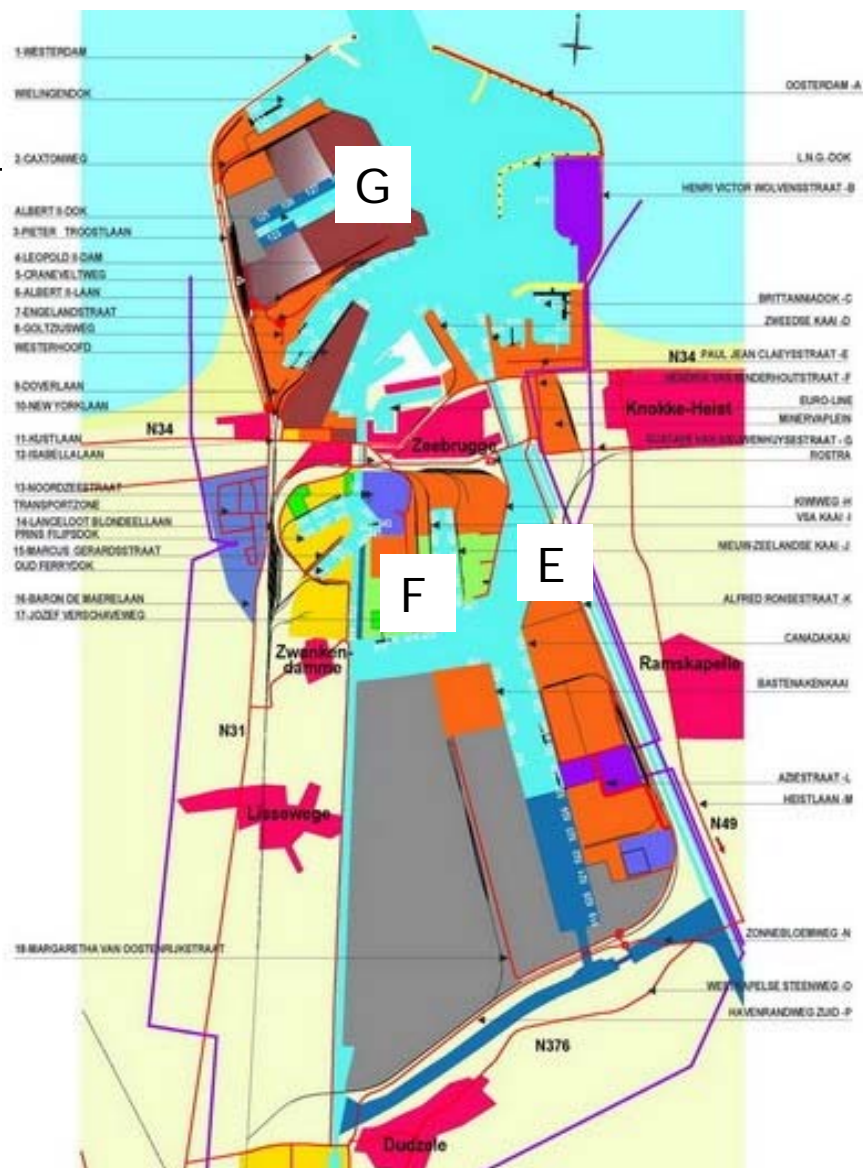 1-WESTERDAM
WIELINGENDOK
2-CAXTONWEG
ALBERT II-DOK
3-PIETER TROOSTLAAN
4-LEOPOLD II-DAM
5-CRANEVELTWEG
6-ALBERT II-LAAN
7-ENGELANDSTRAAT
8-GOLTZIUSWEG
WESTERHOOFD
9-DOVERLAAN
10-NEW YORKLAAN
11-KUSTLAAN
12-ISABELLALAAN
13-NOORDZEESTRAAT
TRANSPORTZONE
14-LANCELOOT BLONDEELLAAN
PRINS FILIPSDOK
15-MARCUS GERARDSSTRAAT
OUD FERRYDOK
16-BARON DE MAERELAAN
17-JOZEF VERSCHAVEWEG
18-MARGARETHA VAN OOSTENRIJKSTRAAT
G
F
E
N34
Zeebrugge
Zwanken-
damme
N31
Lissewege
Dudzele
N376
N49
Ramskapelle
Knokke-Heist
OOSTERDAM -A
L.N.G.-DOK
HENRI VICTOR WOLVENSSTRAAT -B
BRITTANNIADOK -C
ZWEEDSE KAAI -D
N34 PAUL JEAN CLAEYSSTRAAT -E
EURO-LINE
MINERVAPLEIN
ROSTRA
KIWIWEG -H
VSA KAAI -I
NIEUW-ZEELANDSE KAAI -J
ALFRED RONSESTRAAT -K
CANADAKAAI
BASTENAKENKAAI
AZIESTRAAT -L
HEISTLAAN -M
ZONNEBLOEMWEG -N
WESTKAPELSE STEENWEG -O
HAVENRANDWEG ZUID -P